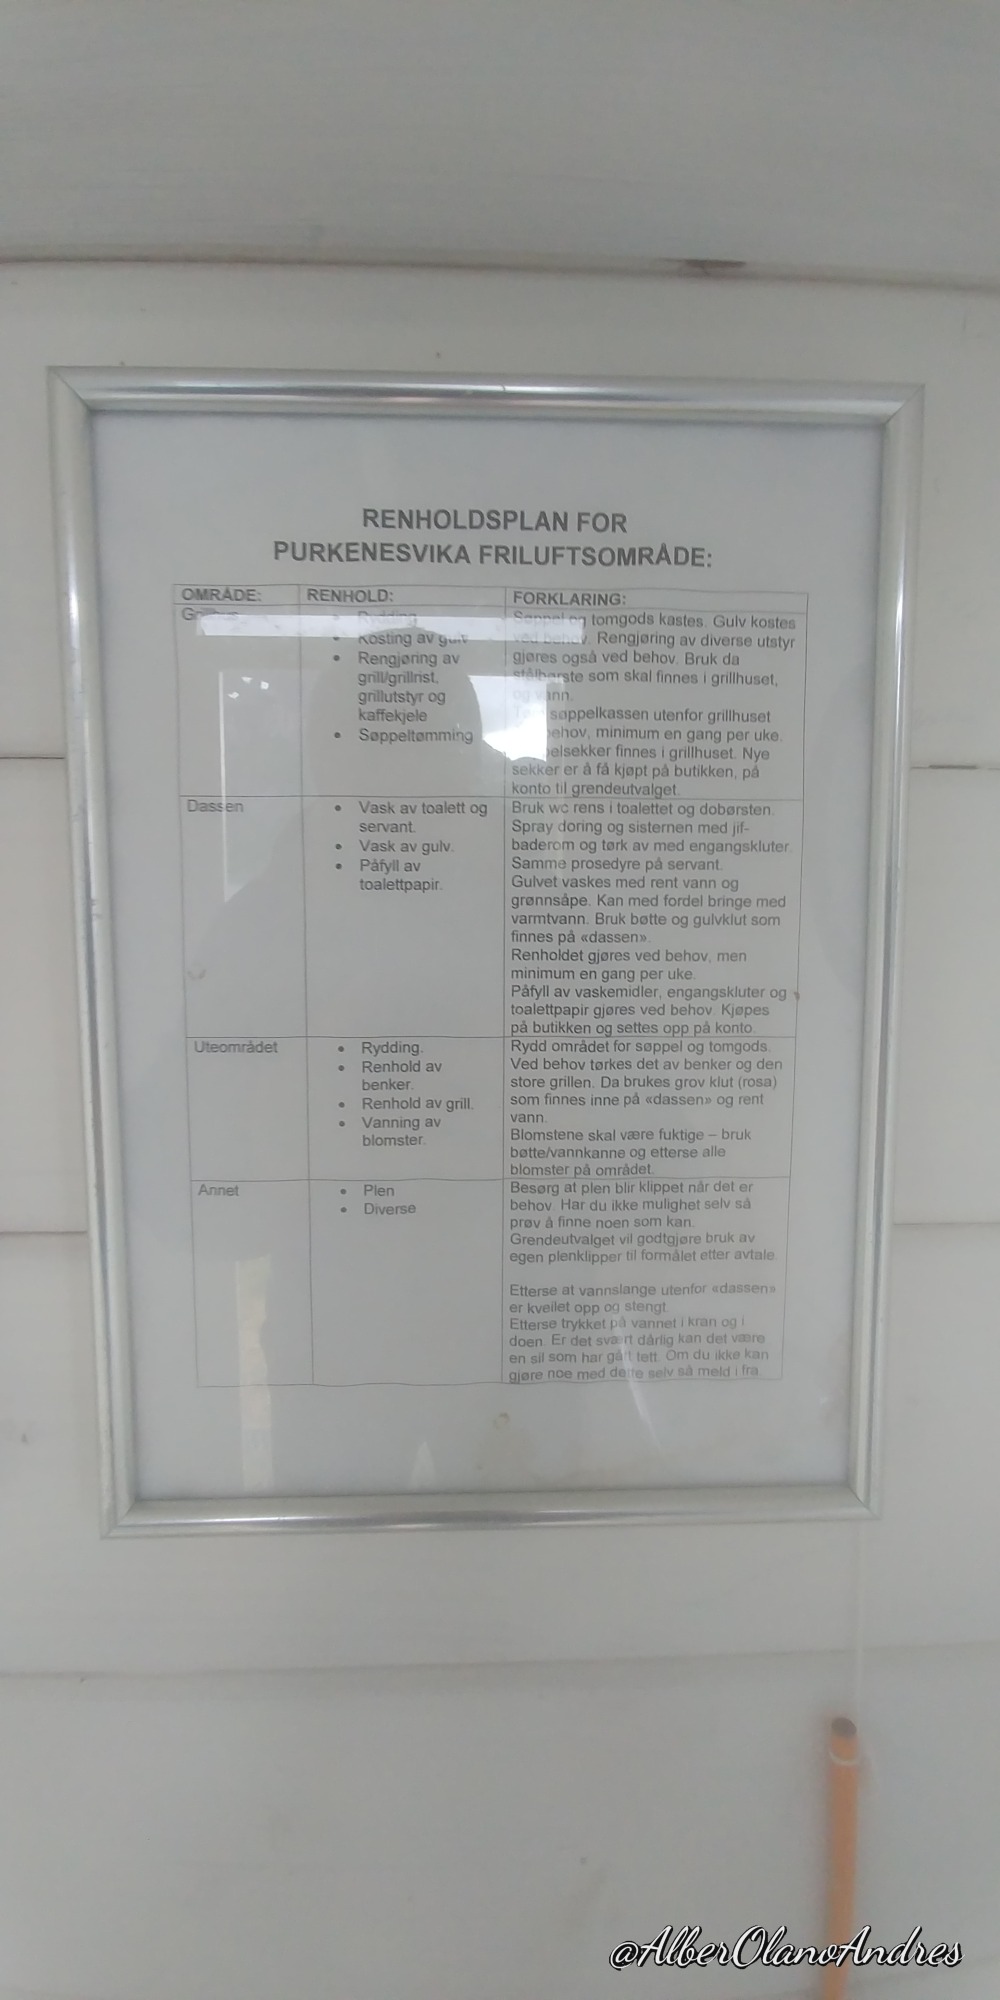 RENHOLDSPLAN FOR
PURKENESVIKA FRILUFTSOMRÅDE:
OMRÅDE: RENHOLD: FORKLARING:
Grillhus
• Rydding
• Kosting av gulv
• Rengjøring av
grill/grillrist,
grillutstyr og
kaffekjele
• Søppeltømming
Søppel og tomgods kastes. Gulv kostes
ved behov. Rengjøring av diverse utstyr
gjøres også ved behov. Bruk da
stålbørste som skal finnes i grillhuset,
og vann.
søppelkassen utenfor grillhuset
behov, minimum en gang per uke.
finnes i grillhuset. Nye
sekker er å få kjøpt på butikken, på
konto til grendeutvalget.
Dassen
• Vask av toalett og
servant.
• Vask av gulv.
• Påfyll av
toalettpapir.
Bruk wc rens i toalettet og dobørsten.
Spray doring og sisternen med jif-
baderom og tørk av med engangskluter.
Samme prosedyre på servant.
Gulvet vaskes med rent vann og
grønnsåpe. Kan med fordel bringe med
varmtvann. Bruk bøtte og gulvklut som
finnes på «dassen».
Renholdet gjøres ved behov, men
minimum en gang per uke.
Påfyll av vaskemidler, engangskluter og
toalettpapir gjøres ved behov. Kjøpes
på butikken og settes opp på konto.
Uteområdet
• Rydding.
• Renhold av
benker.
• Renhold av grill.
• Vanning av
blomster.
Rydd området for søppel og tomgods.
Ved behov tørkes det av benker og den
store grillen. Da brukes grov klut (rosa)
som finnes inne på «dassen» og rent
vann.
Blomstene skal være fuktige – bruk
bøtte/vannkanne og etterse alle
blomster på området.
Annet
• Plen
• Diverse
Besørg at plen blir klippet når det er
behov. Har du ikke mulighet selv så
prøv å finne noen som kan.
Grendeutvalget vil godtgjøre bruk av
egen plenklipper til formålet etter avtale.
Etterse at vannslange utenfor «dassen»
er kveilet opp og stengt.
Etterse trykket på vannet i kran og i
doen. Er det svært dårlig kan det være
en sil som har gått tett. Om du ikke kan
gjøre noe med dette selv så meld i fra.
@AlberOlanoAndres